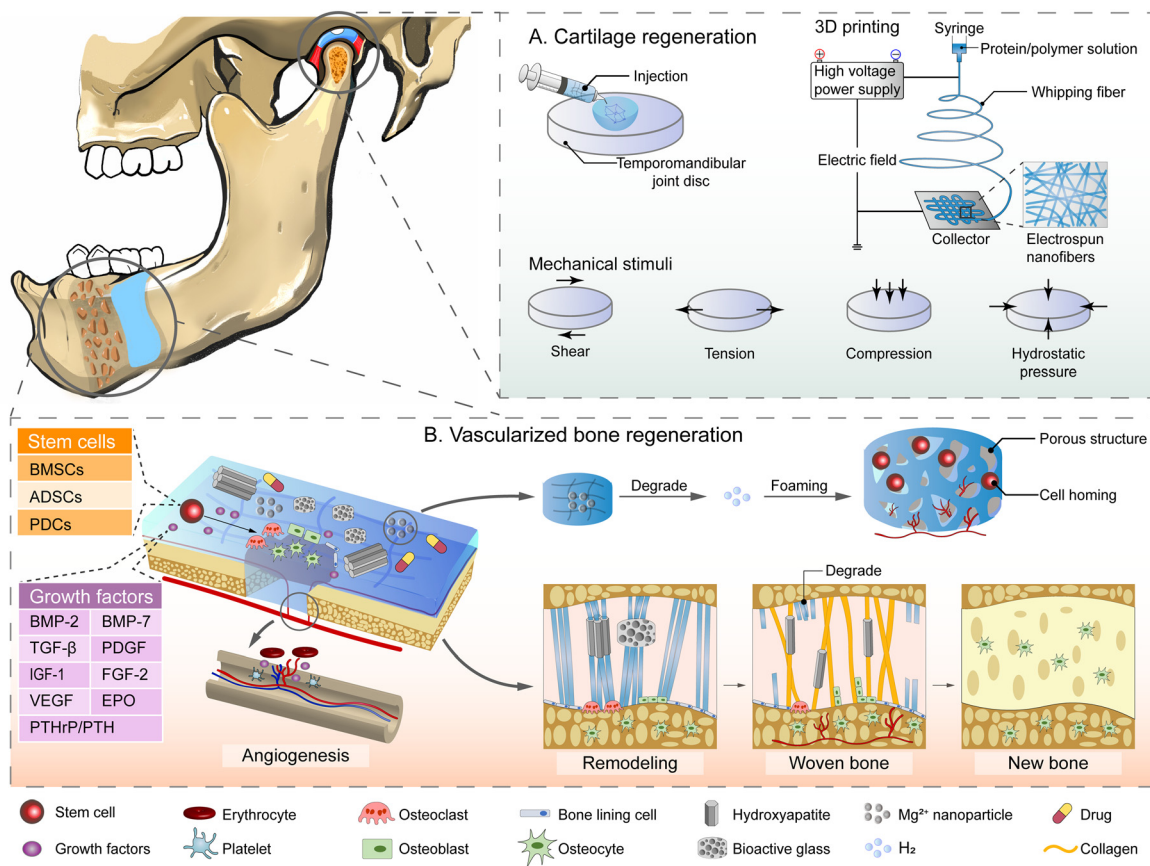 A. Cartilage regeneration
Injection
Temporomandibular
joint disc
3D printing
Syringe
Protein/polymer solution
+
−
High voltage
power supply
Whipping fiber
Electric field
Collector
Electrospun
nanofibers
Mechanical stimuli
Shear
Tension
Compression
Hydrostatic
pressure
B. Vascularized bone regeneration
Stem cells
BMSCs
ADSCs
PDCs
Growth factors
BMP-2 BMP-7
TGF-β PDGF
IGF-1 FGF-2
VEGF EPO
PTHrP/PTH
Degrade
Foaming
Porous structure
Cell homing
Angiogenesis
Degrade
Remodeling
Woven bone
New bone
Stem cell
Erythrocyte
Osteoclast
Bone lining cell
Hydroxyapatite
Mg²⁺ nanoparticle
Drug
Growth factors
Platelet
Osteoblast
Osteocyte
Bioactive glass
H₂
Collagen